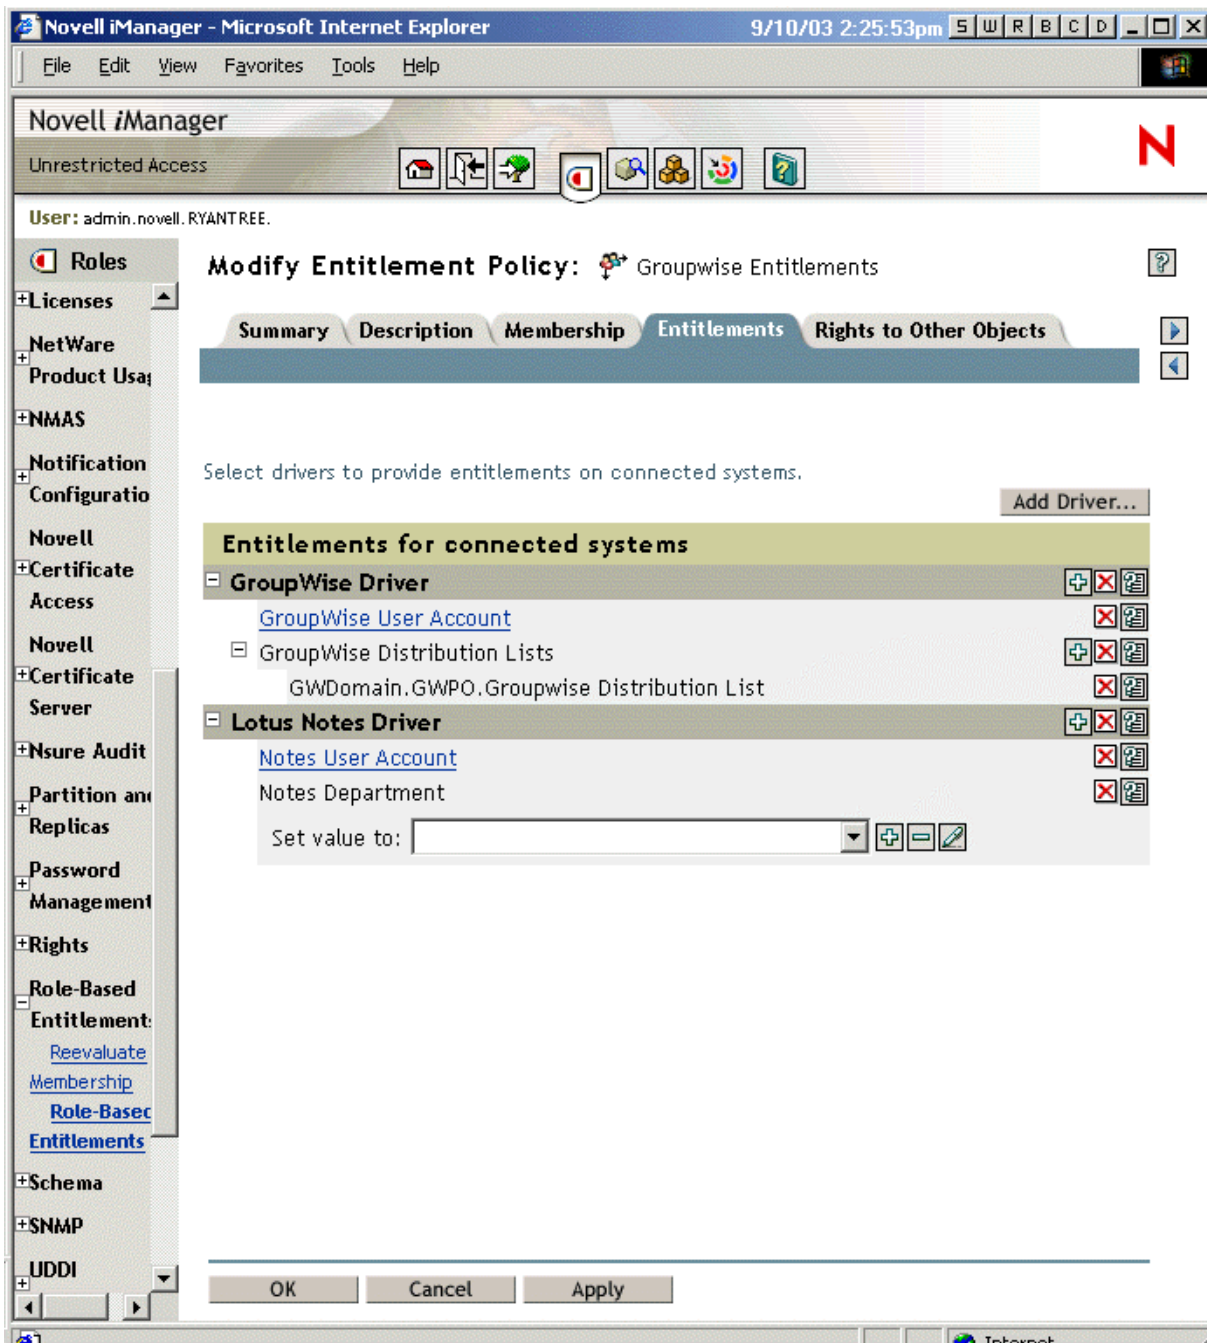 Novell iManager - Microsoft Internet Explorer 9/10/03 2:25:53pm S W R B C D
File Edit View Favorites Tools Help
Novell iManager
N
Unrestricted Access
User: admin.novell.RYANTREE.
Roles
Licenses
NetWare
Product Usa
NMAS
Notification
Configuratio
Novell
Certificate
Access
Novell
Certificate
Server
Nsure Audit
Partition an
Replicas
Password
Management
Rights
Role-Based
Entitlement
Reevaluate
Membership
Role-Based
Entitlements
Schema
SNMP
UDDI
Modify Entitlement Policy: Groupwise Entitlements
Summary Description Membership Entitlements Rights to Other Objects
Select drivers to provide entitlements on connected systems.
Add Driver...
Entitlements for connected systems
GroupWise Driver
GroupWise User Account
GroupWise Distribution Lists
GWDomain.GWPO.Groupwise Distribution List
Lotus Notes Driver
Notes User Account
Notes Department
Set value to:
OK Cancel Apply
Internet